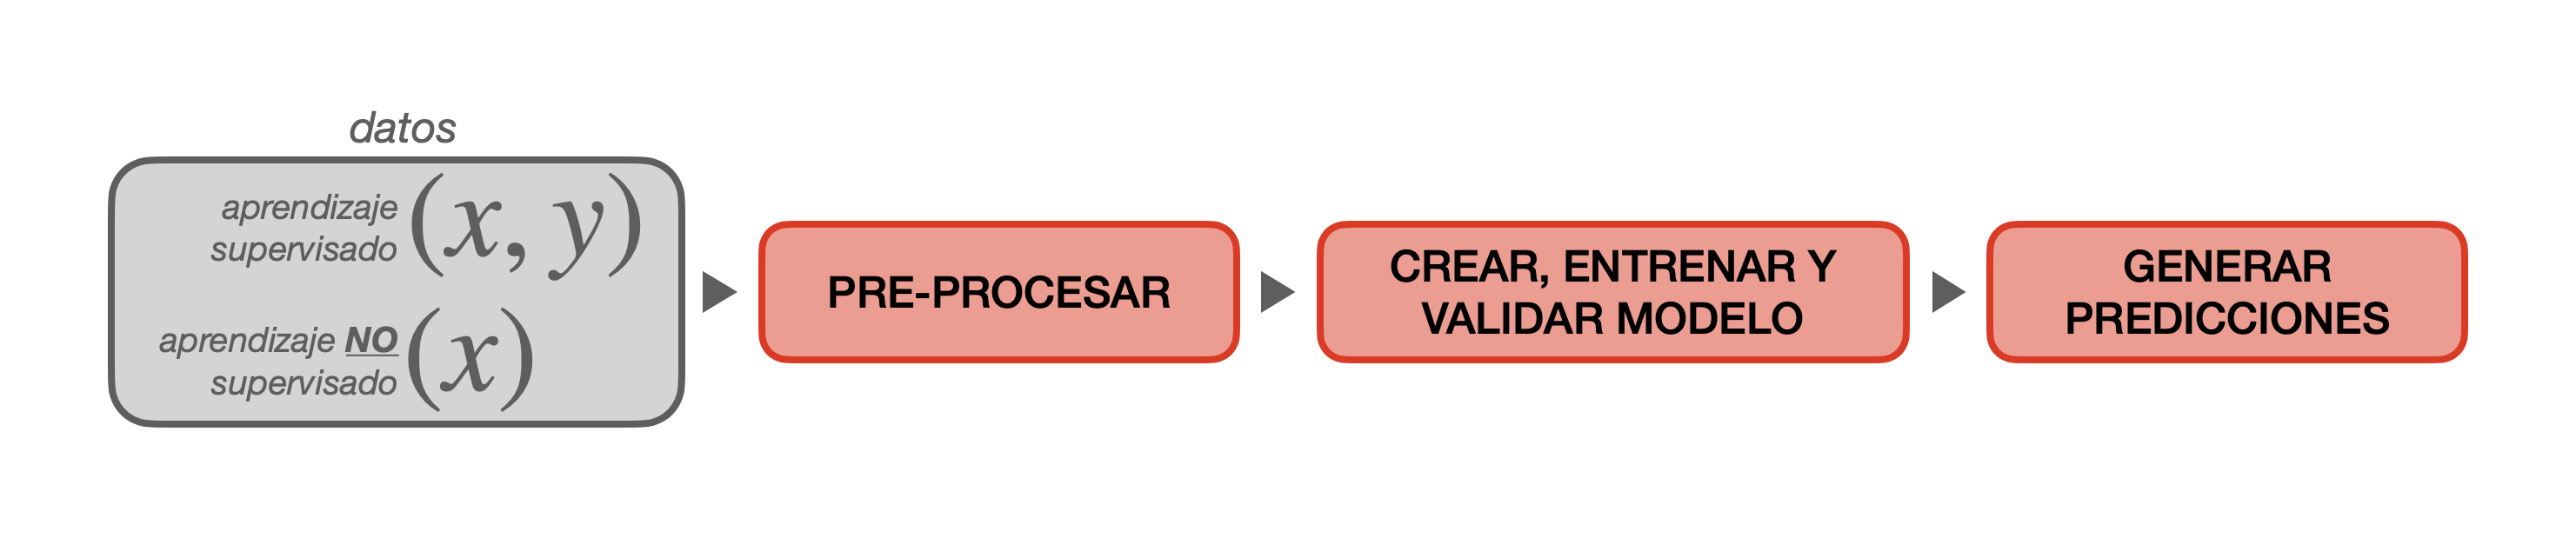 datos
aprendizaje
supervisado
(x, y)
aprendizaje NO
supervisado
(x)
PRE-PROCESAR
CREAR, ENTRENAR Y
VALIDAR MODELO
GENERAR
PREDICCIONES